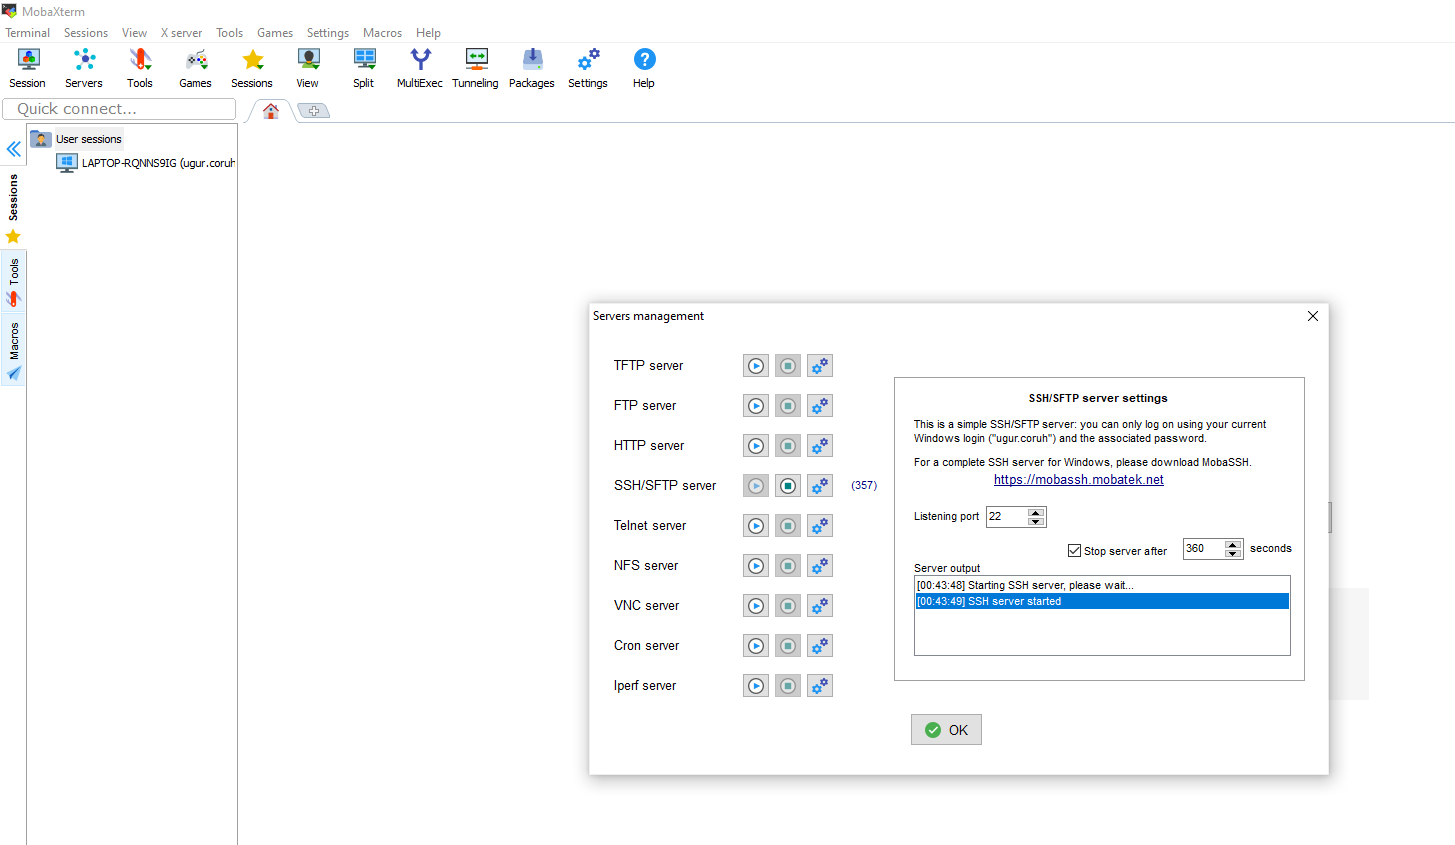 MobaXterm
Terminal Sessions View X server Tools Games Settings Macros Help
Session Servers Tools Games Sessions View Split MultiExec Tunneling Packages Settings Help
Quick connect...
User sessions
LAPTOP-RQNNS9IG (ugur.coruh
Sessions
Tools
Macros
Servers management
TFTP server
FTP server
HTTP server
SSH/SFTP server (357)
Telnet server
NFS server
VNC server
Cron server
Iperf server
SSH/SFTP server settings
This is a simple SSH/SFTP server: you can only log on using your current
Windows login ("ugur.coruh") and the associated password.
For a complete SSH server for Windows, please download MobaSSH.
https://mobassh.mobatek.net
Listening port 22
Stop server after 360 seconds
Server output
[00:43:48] Starting SSH server, please wait...
[00:43:49] SSH server started
OK